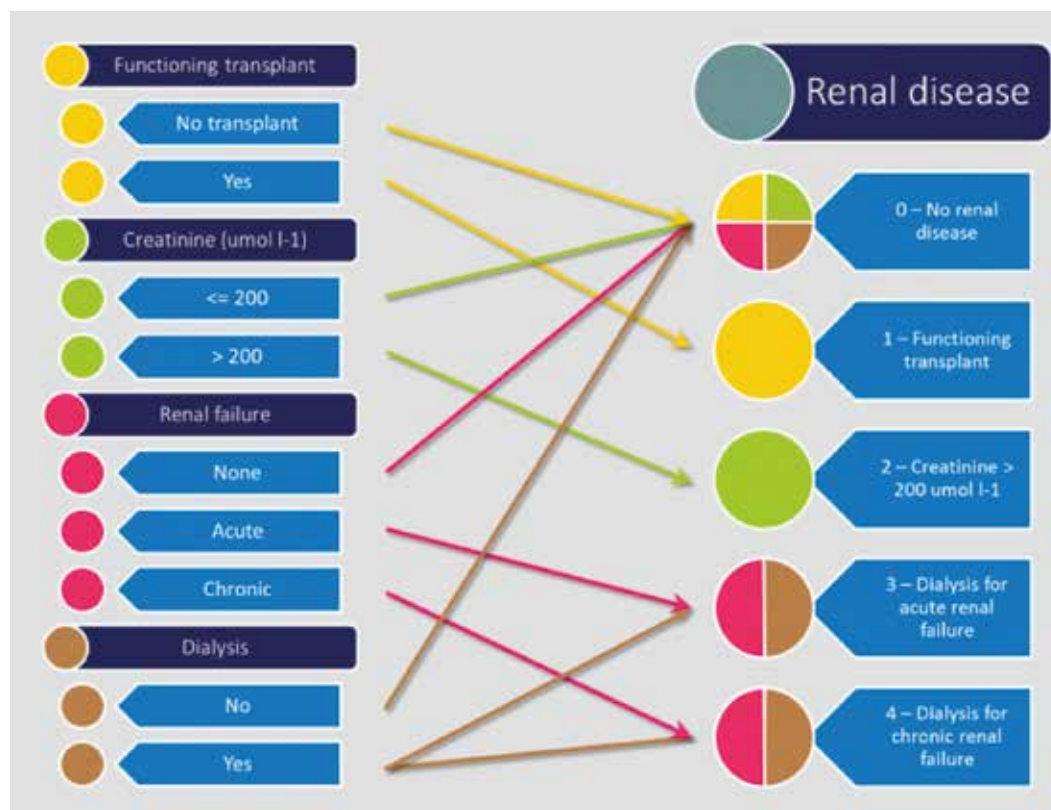 Functioning transplant
No transplant
Yes
Creatinine (umol l-1)
<= 200
> 200
Renal failure
None
Acute
Chronic
Dialysis
No
Yes
Renal disease
0 – No renal
disease
1 – Functioning
transplant
2 – Creatinine >
200 umol l-1
3 – Dialysis for
acute renal
failure
4 – Dialysis for
chronic renal
failure